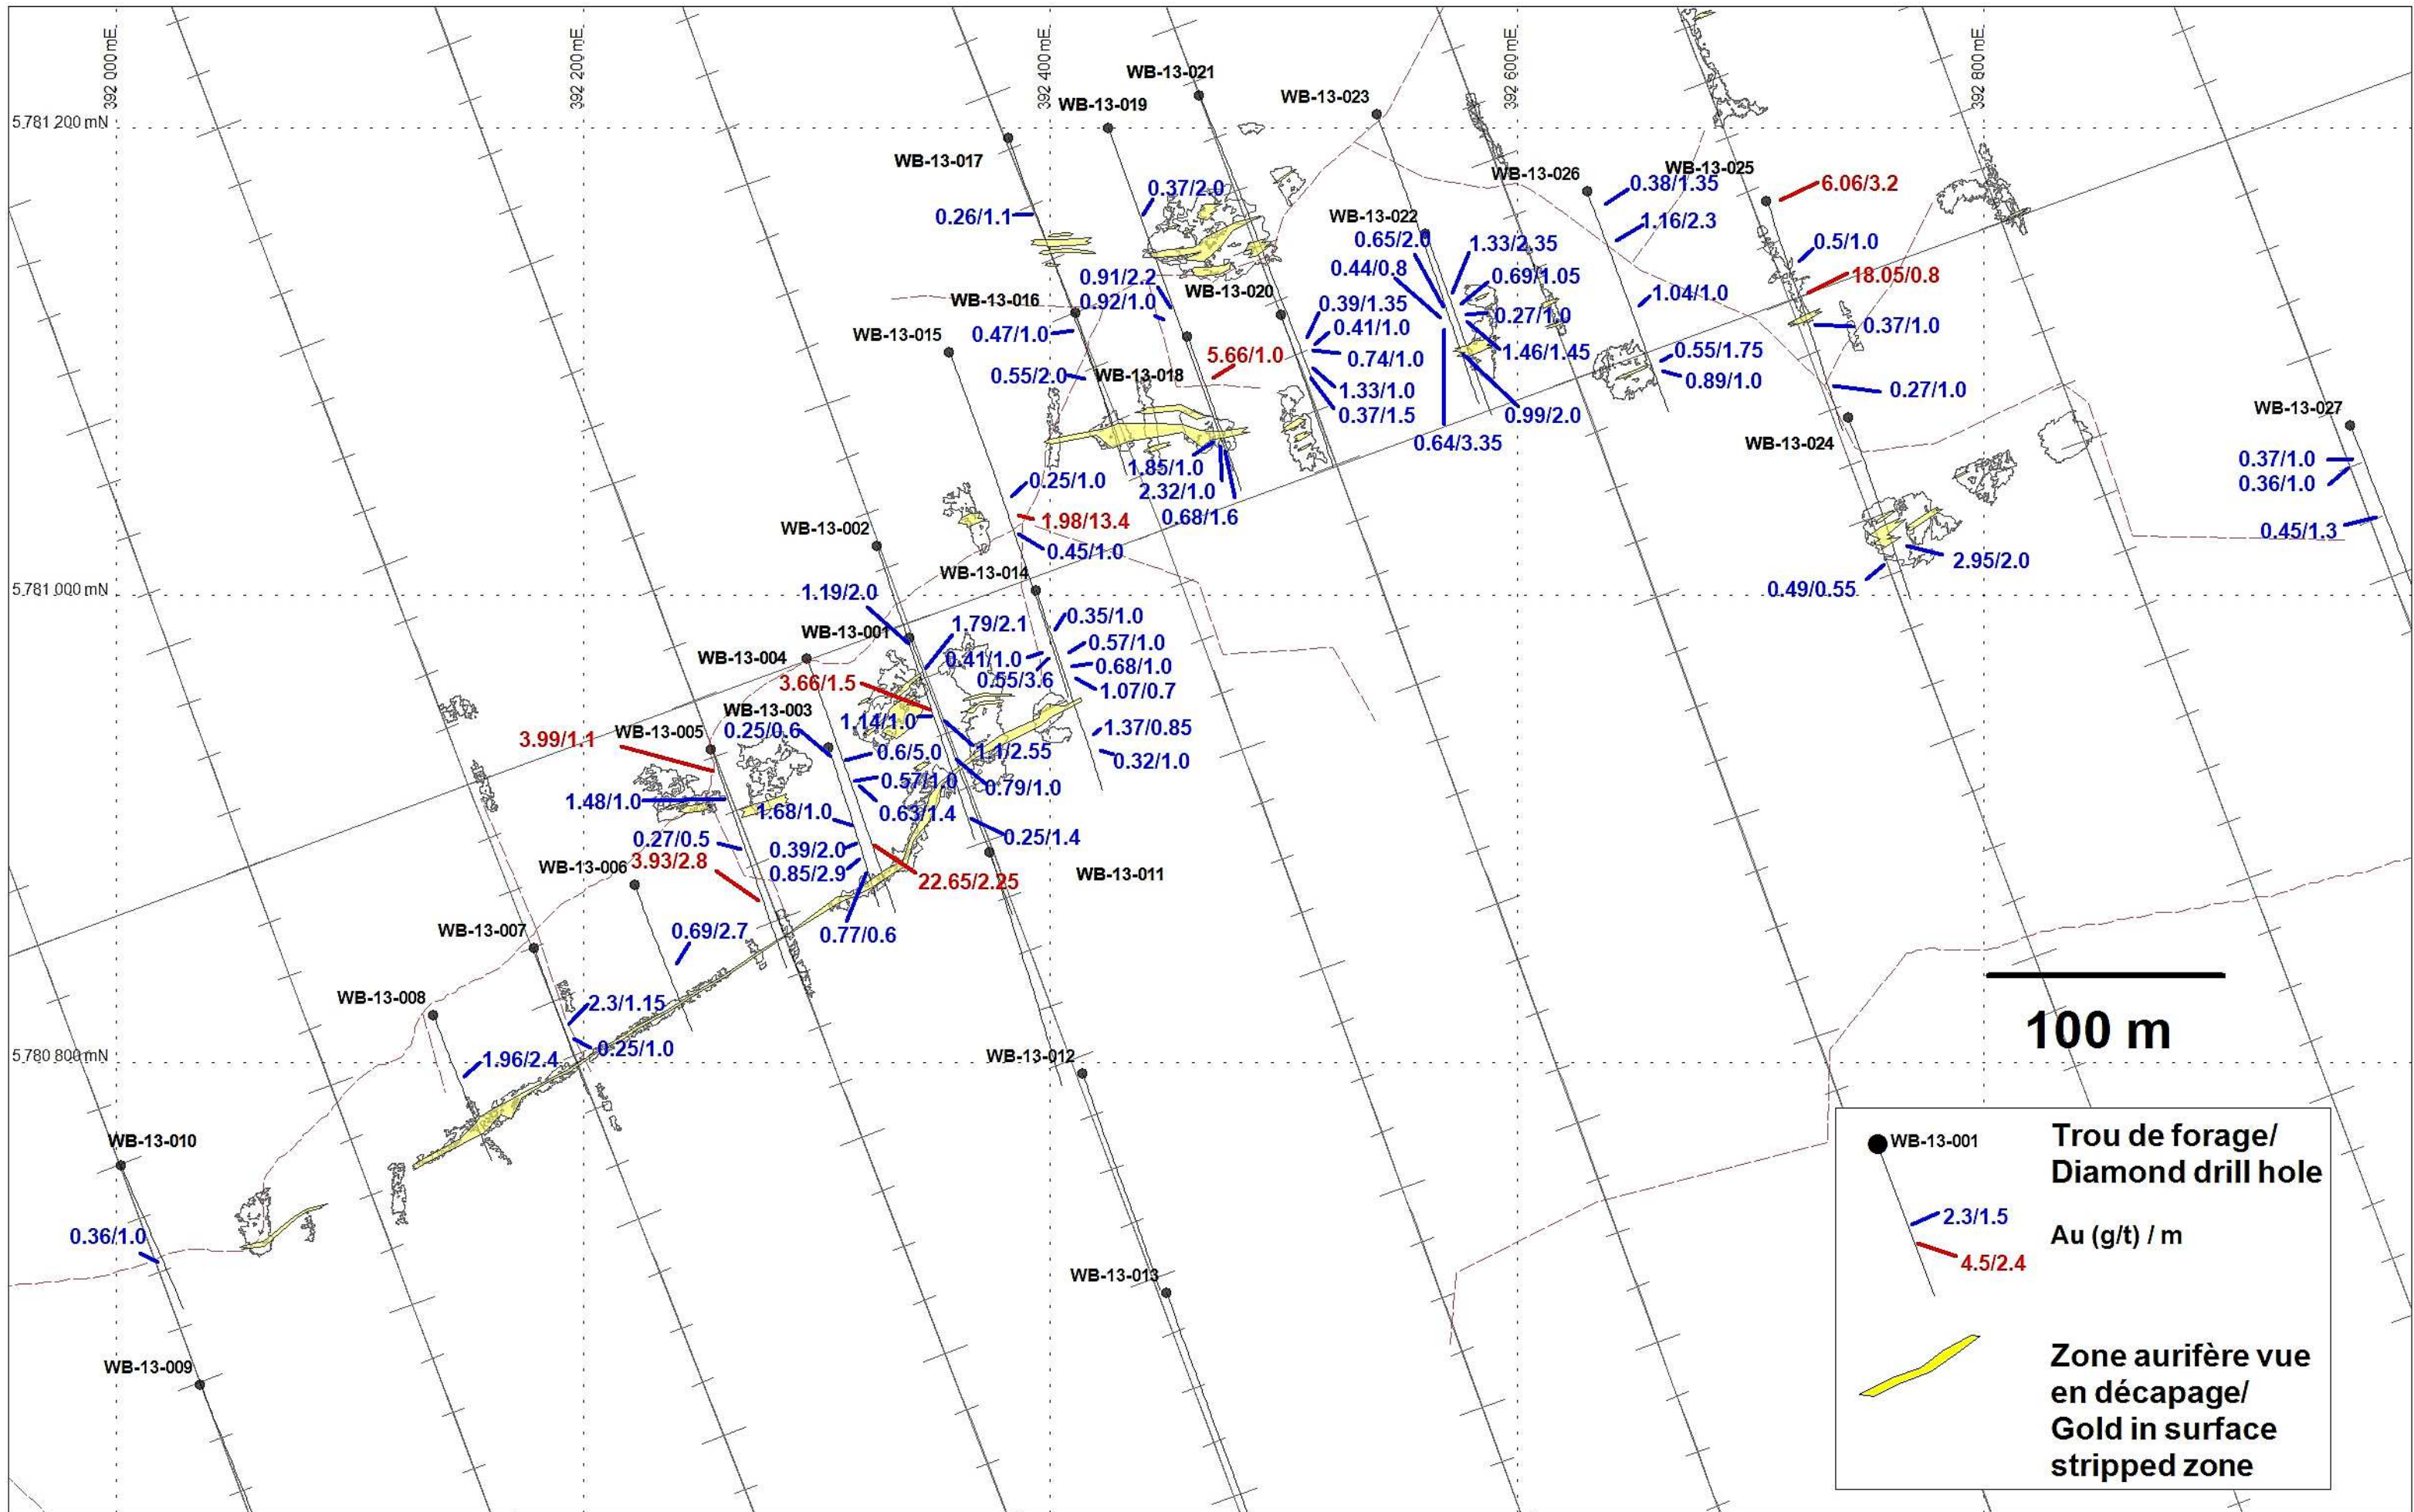 392 000 mE
392 200 mE
392 400 mE
392 600 mE
392 800 mE
5 781 200 mN
5 781 000 mN
5 780 800 mN
WB-13-021
WB-13-019
WB-13-023
WB-13-017
WB-13-026
WB-13-025
0.38/1.35
6.06/3.2
0.37/2.0
0.26/1.1
WB-13-022
1.16/2.3
0.65/2.0
1.33/2.35
0.5/1.0
0.44/0.8
0.69/1.05
18.05/0.8
0.91/2.2
0.92/1.0
WB-13-020
WB-13-016
0.39/1.35
0.27/1.0
1.04/1.0
0.41/1.0
0.37/1.0
WB-13-015
0.47/1.0
5.66/1.0
0.74/1.0
1.46/1.45
0.55/1.75
0.55/2.0
WB-13-018
0.89/1.0
1.33/1.0
0.27/1.0
0.37/1.5
0.99/2.0
WB-13-027
0.64/3.35
WB-13-024
0.37/1.0
0.36/1.0
1.85/1.0
0.25/1.0
2.32/1.0
0.68/1.6
1.98/13.4
WB-13-002
0.45/1.3
0.45/1.0
2.95/2.0
WB-13-014
0.49/0.55
1.19/2.0
0.35/1.0
1.79/2.1
WB-13-001
0.57/1.0
WB-13-004
0.41/1.0
0.68/1.0
3.66/1.5
0.55/3.6
1.07/0.7
WB-13-003
1.14/1.0
1.37/0.85
WB-13-005
0.25/0.6
3.99/1.1
0.6/5.0
1.1/2.55
0.32/1.0
0.57/1.0
0.79/1.0
1.48/1.0
1.68/1.0
0.63/1.4
0.27/0.5
0.25/1.4
0.39/2.0
3.93/2.8
WB-13-006
0.85/2.9
22.65/2.25
WB-13-011
0.69/2.7
WB-13-007
0.77/0.6
WB-13-008
2.3/1.15
0.25/1.0
1.96/2.4
WB-13-012
WB-13-010
0.36/1.0
WB-13-013
WB-13-009
100 m
WB-13-001
Trou de forage/
Diamond drill hole
2.3/1.5
Au (g/t) / m
4.5/2.4
Zone aurifère vue
en décapage/
Gold in surface
stripped zone